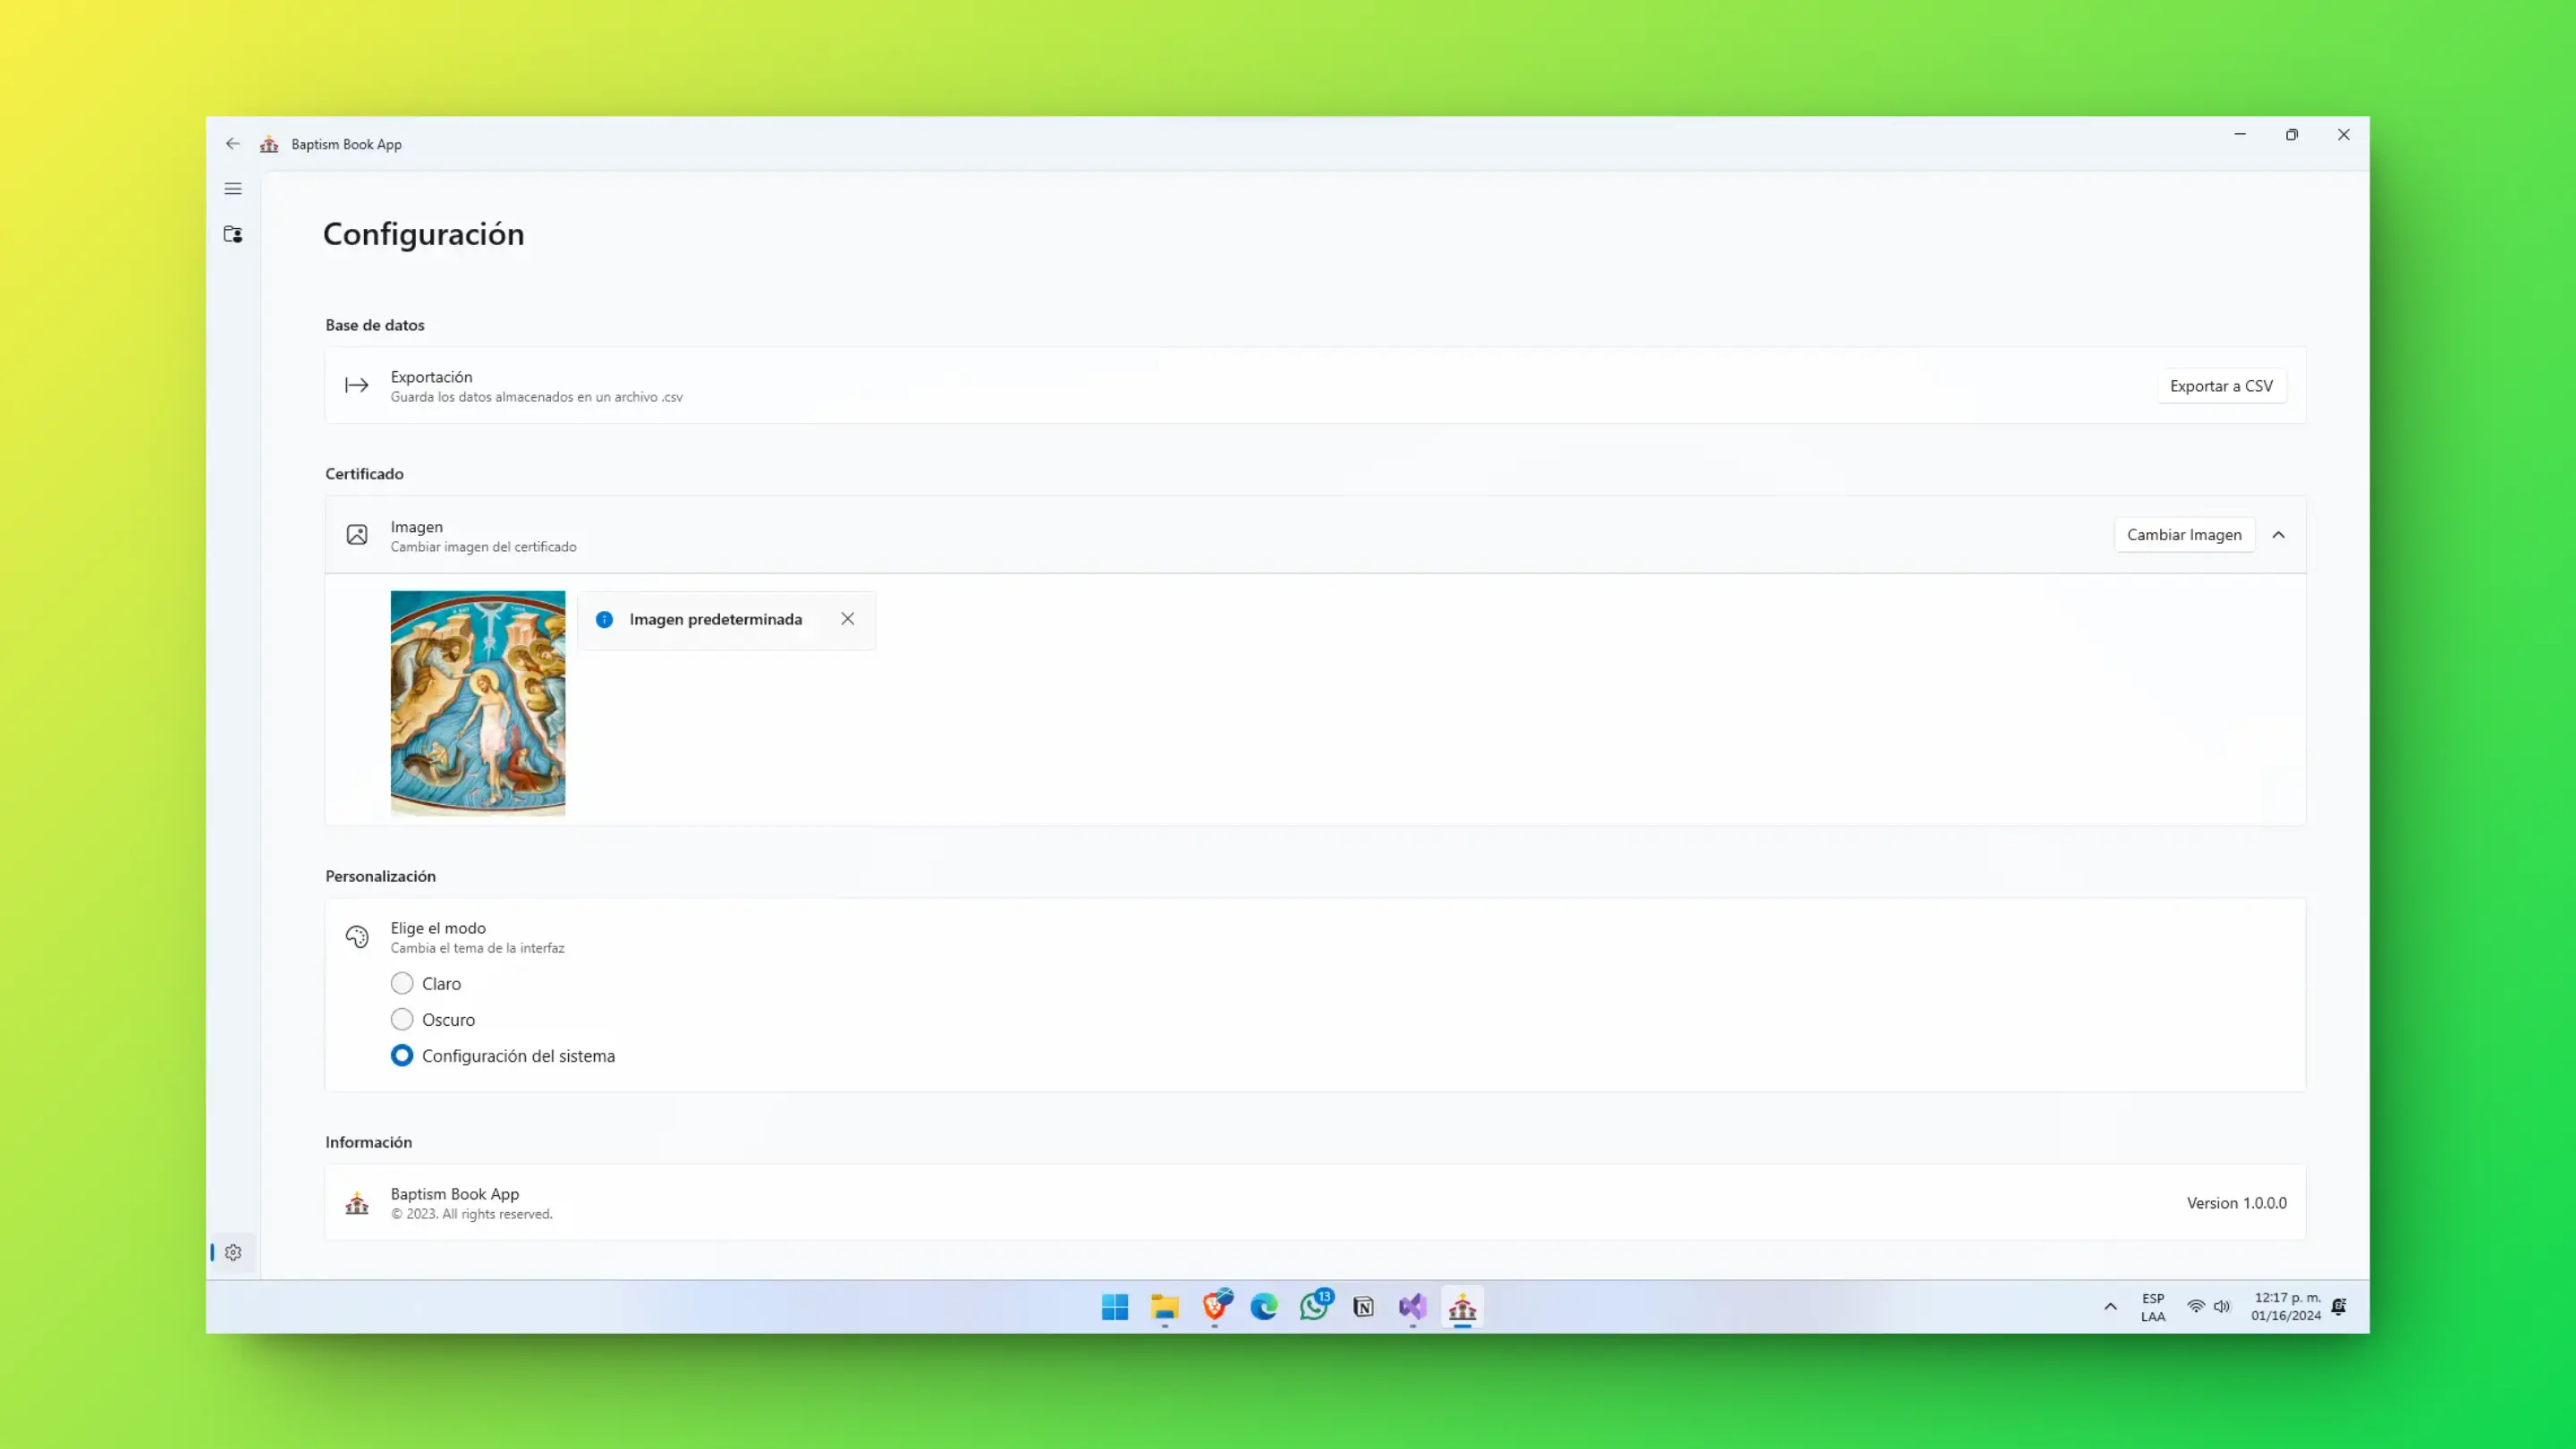 Baptism Book App
Configuración
Base de datos
Exportación
Guarda los datos almacenados en un archivo .csv
Exportar a CSV
Certificado
Imagen
Cambiar imagen del certificado
Cambiar Imagen
Imagen predeterminada
Personalización
Elige el modo
Cambia el tema de la interfaz
Claro
Oscuro
Configuración del sistema
Información
Baptism Book App
© 2023. All rights reserved.
Version 1.0.0.0
13
ESP
LAA
12:17 p. m.
01/16/2024